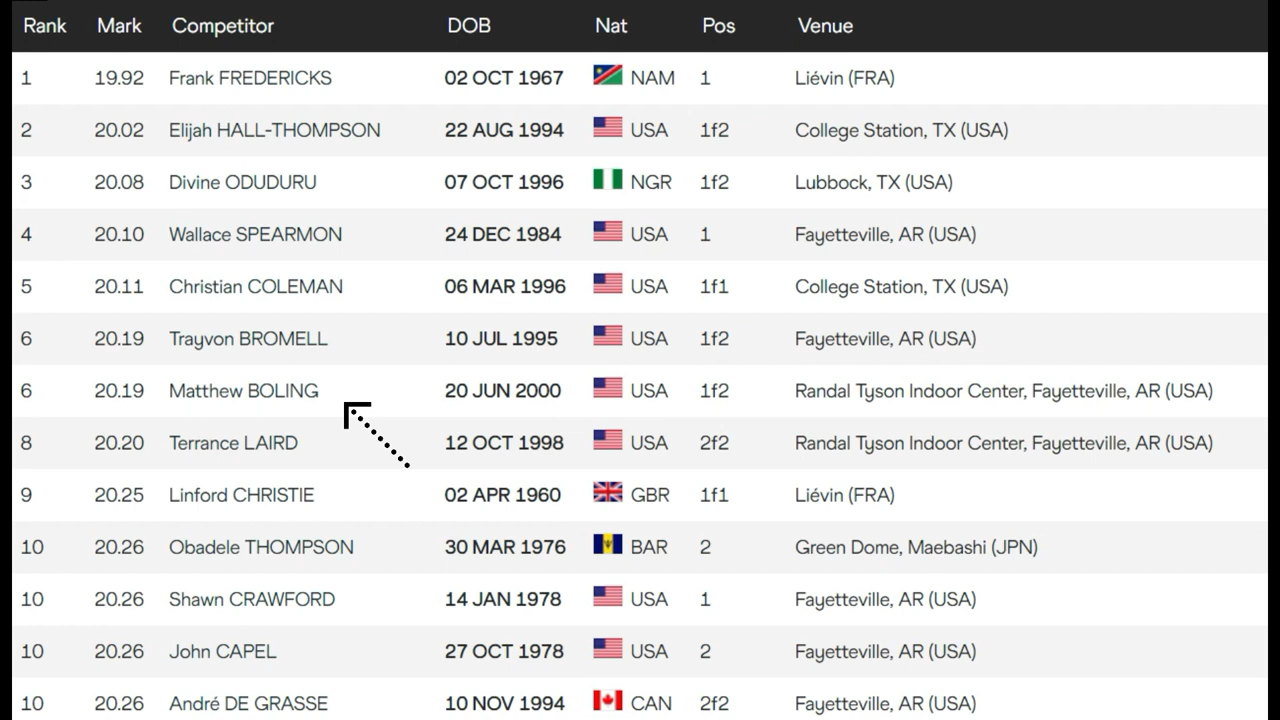 Rank Mark Competitor DOB Nat Pos Venue
1 19.92 Frank FREDERICKS 02 OCT 1967 NAM 1 Liévin (FRA)
2 20.02 Elijah HALL-THOMPSON 22 AUG 1994 USA 1f2 College Station, TX (USA)
3 20.08 Divine ODUDURU 07 OCT 1996 NGR 1f2 Lubbock, TX (USA)
4 20.10 Wallace SPEARMON 24 DEC 1984 USA 1 Fayetteville, AR (USA)
5 20.11 Christian COLEMAN 06 MAR 1996 USA 1f1 College Station, TX (USA)
6 20.19 Trayvon BROMELL 10 JUL 1995 USA 1f2 Fayetteville, AR (USA)
6 20.19 Matthew BOLING 20 JUN 2000 USA 1f2 Randal Tyson Indoor Center, Fayetteville, AR (USA)
8 20.20 Terrance LAIRD 12 OCT 1998 USA 2f2 Randal Tyson Indoor Center, Fayetteville, AR (USA)
9 20.25 Linford CHRISTIE 02 APR 1960 GBR 1f1 Liévin (FRA)
10 20.26 Obadele THOMPSON 30 MAR 1976 BAR 2 Green Dome, Maebashi (JPN)
10 20.26 Shawn CRAWFORD 14 JAN 1978 USA 1 Fayetteville, AR (USA)
10 20.26 John CAPEL 27 OCT 1978 USA 2 Fayetteville, AR (USA)
10 20.26 André DE GRASSE 10 NOV 1994 CAN 2f2 Fayetteville, AR (USA)